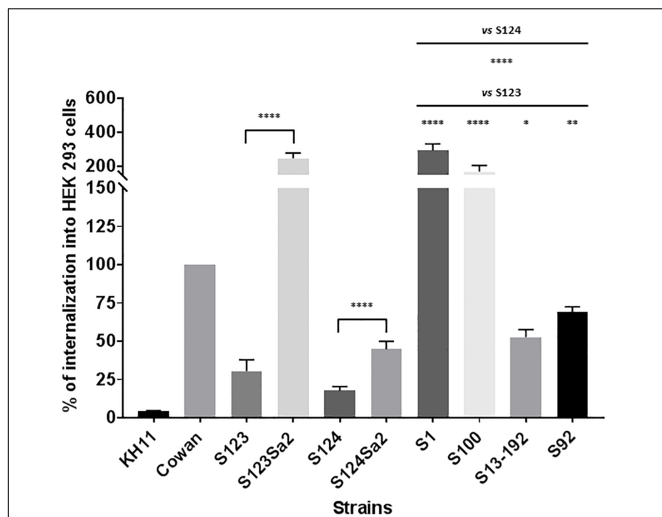 vs S124
****
vs S123
**** **** * **
****
****
% of internalization into HEK 293 cells
600
400
200
150
125
100
75
50
25
0
KH11 Cowan S123 S123Sa2 S124 S124Sa2 S1 S100 S13-192 S92
Strains